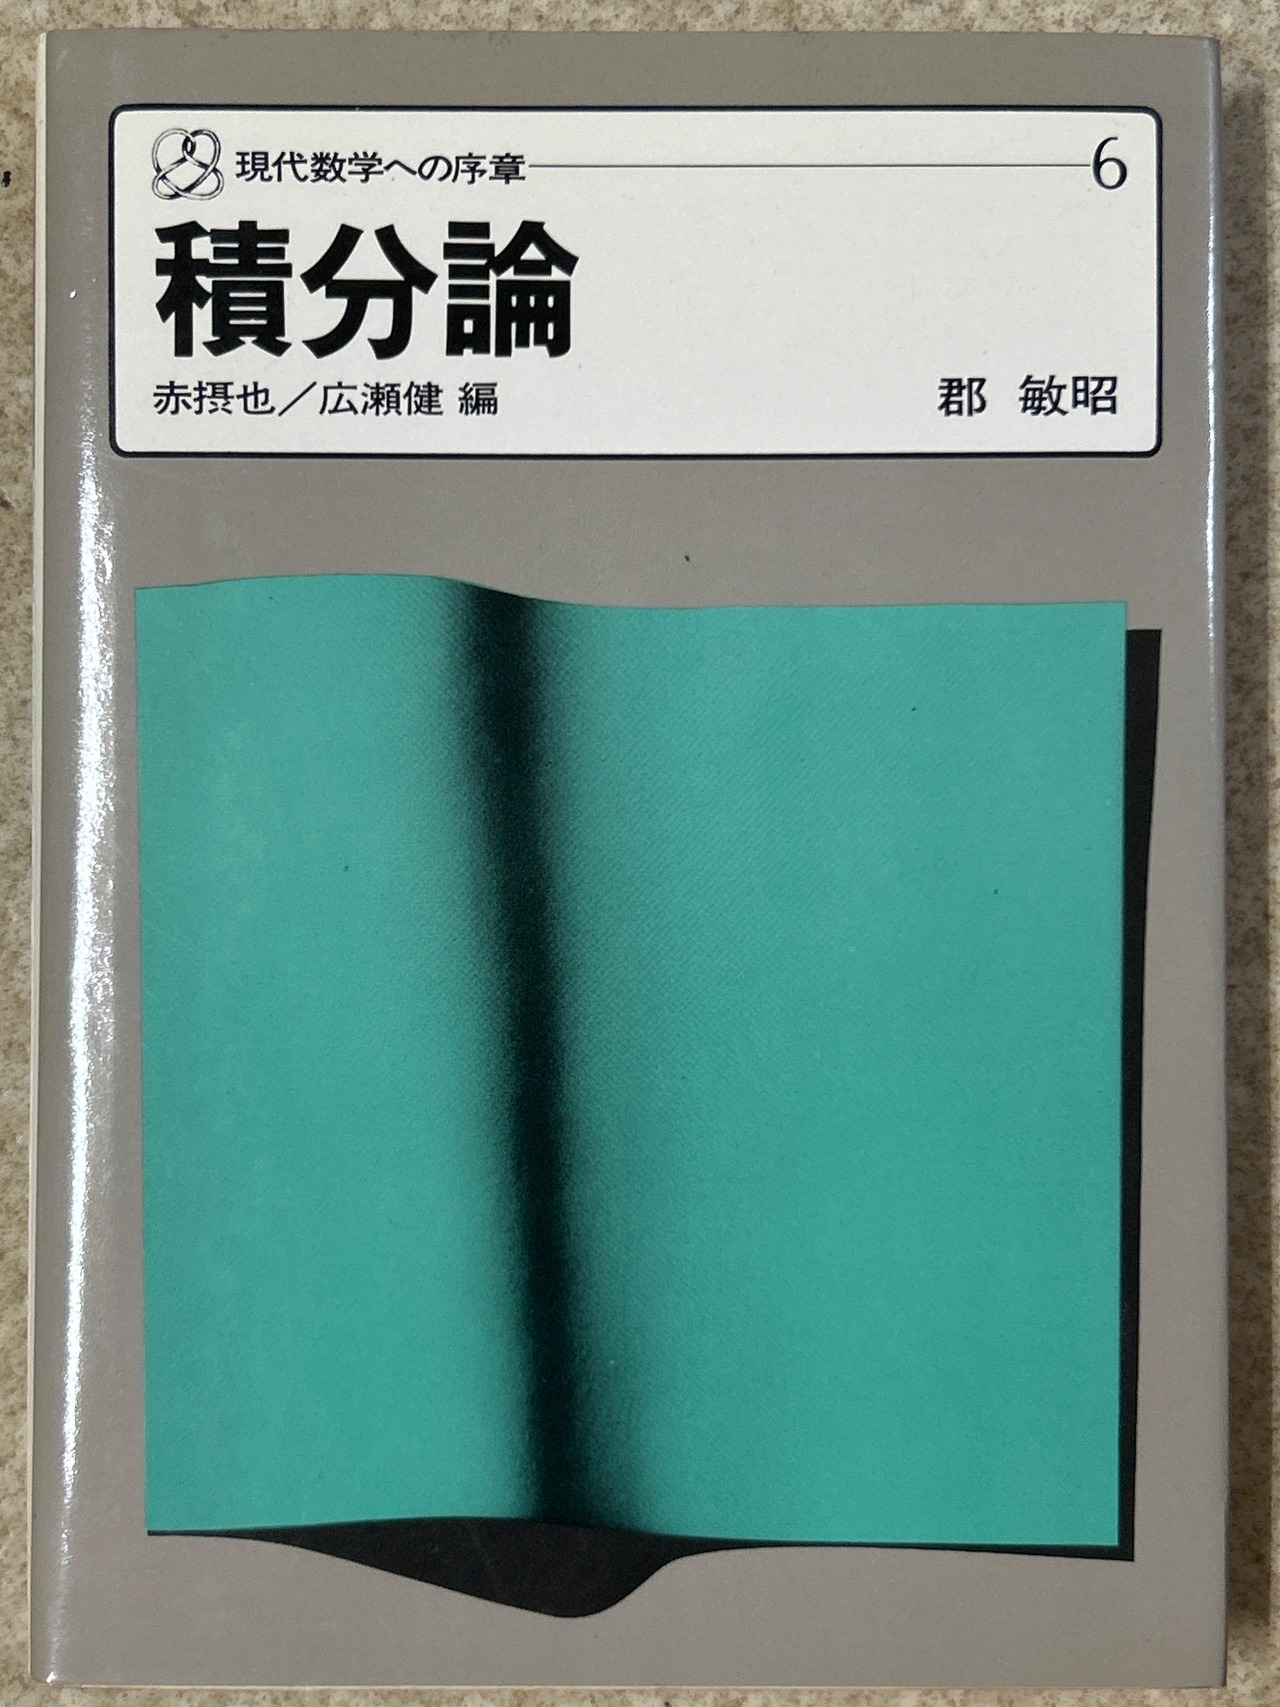 現代数学への序章 6
積分論
赤摂也／広瀬健 編 郡 敏昭